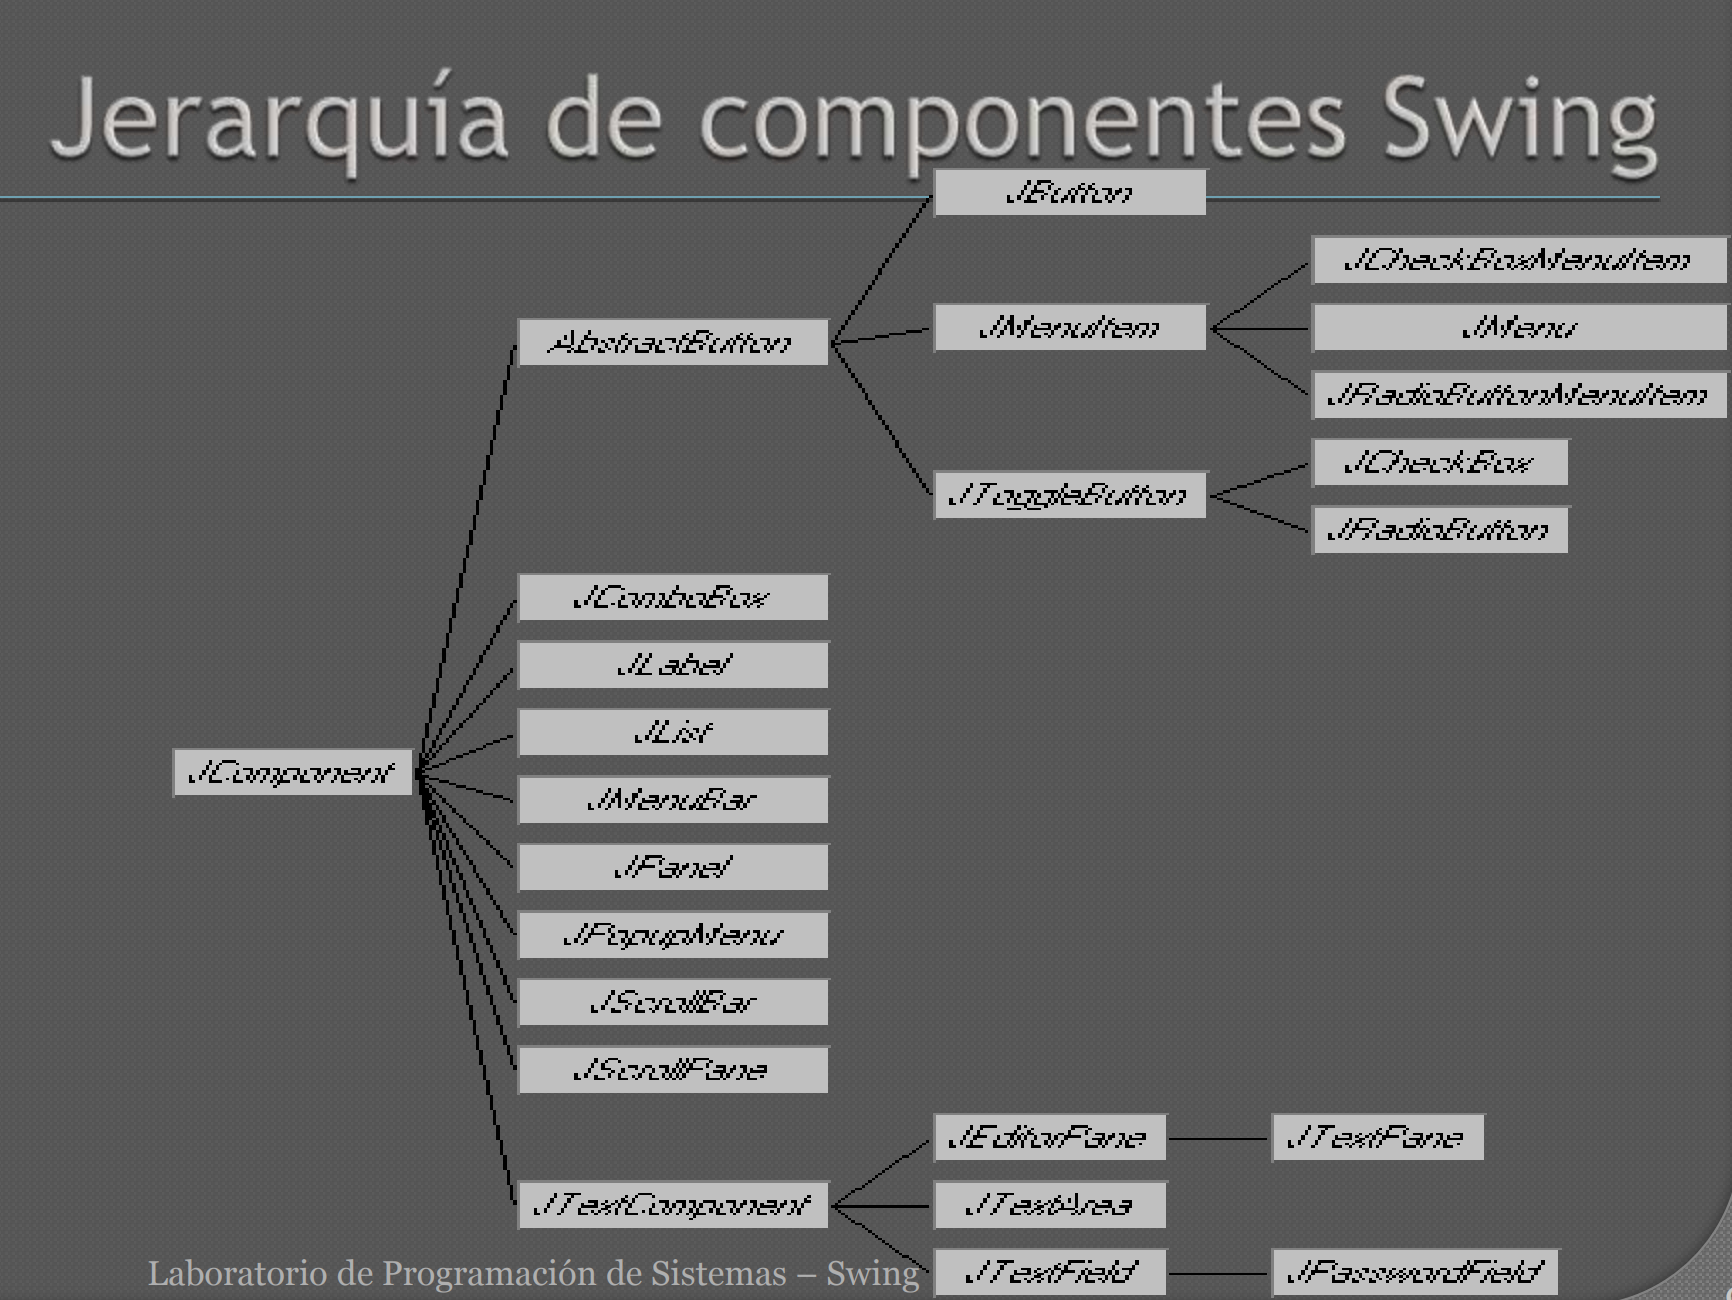 Jerarquía de componentes Swing
JButton
JCheckBoxMenuItem
AbstractButton
JMenuItem
JMenu
JRadioButtonMenuItem
JCheckBox
JToggleButton
JRadioButton
JComboBox
JLabel
JList
JComponent
JMenuBar
JPanel
JPopupMenu
JScrollBar
JScrollPane
JEditorPane
JTextPane
JTextComponent
JTextArea
JTextField
JPasswordField
Laboratorio de Programación de Sistemas – Swing